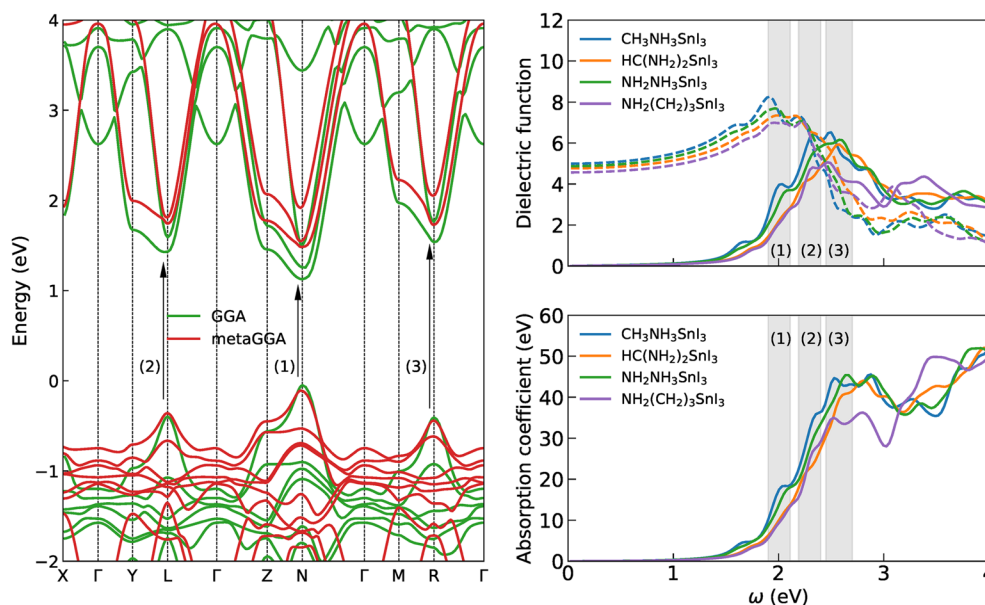 Energy (eV)
4
3
2
1
0
−1
−2
(2)
(1)
(3)
GGA
metaGGA
X Γ Y L Γ Z N Γ M R Γ
Dielectric function
12
10
8
6
4
2
0
CH₃NH₃SnI₃
HC(NH₂)₂SnI₃
NH₂NH₃SnI₃
NH₂(CH₂)₃SnI₃
(1) (2) (3)
Absorption coefficient (eV)
60
50
40
30
20
10
0
CH₃NH₃SnI₃
HC(NH₂)₂SnI₃
NH₂NH₃SnI₃
NH₂(CH₂)₃SnI₃
(1) (2) (3)
0 1 2 3 4
ω (eV)